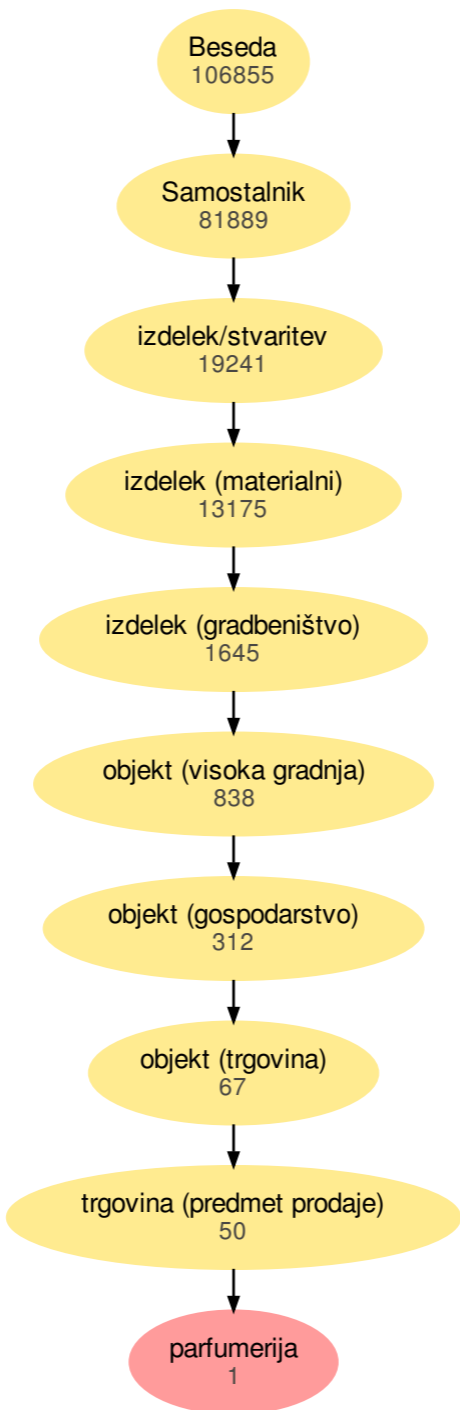 Beseda
106855
Samostalnik
81889
izdelek/stvaritev
19241
izdelek (materialni)
13175
izdelek (gradbeništvo)
1645
objekt (visoka gradnja)
838
objekt (gospodarstvo)
312
objekt (trgovina)
67
trgovina (predmet prodaje)
50
parfumerija
1